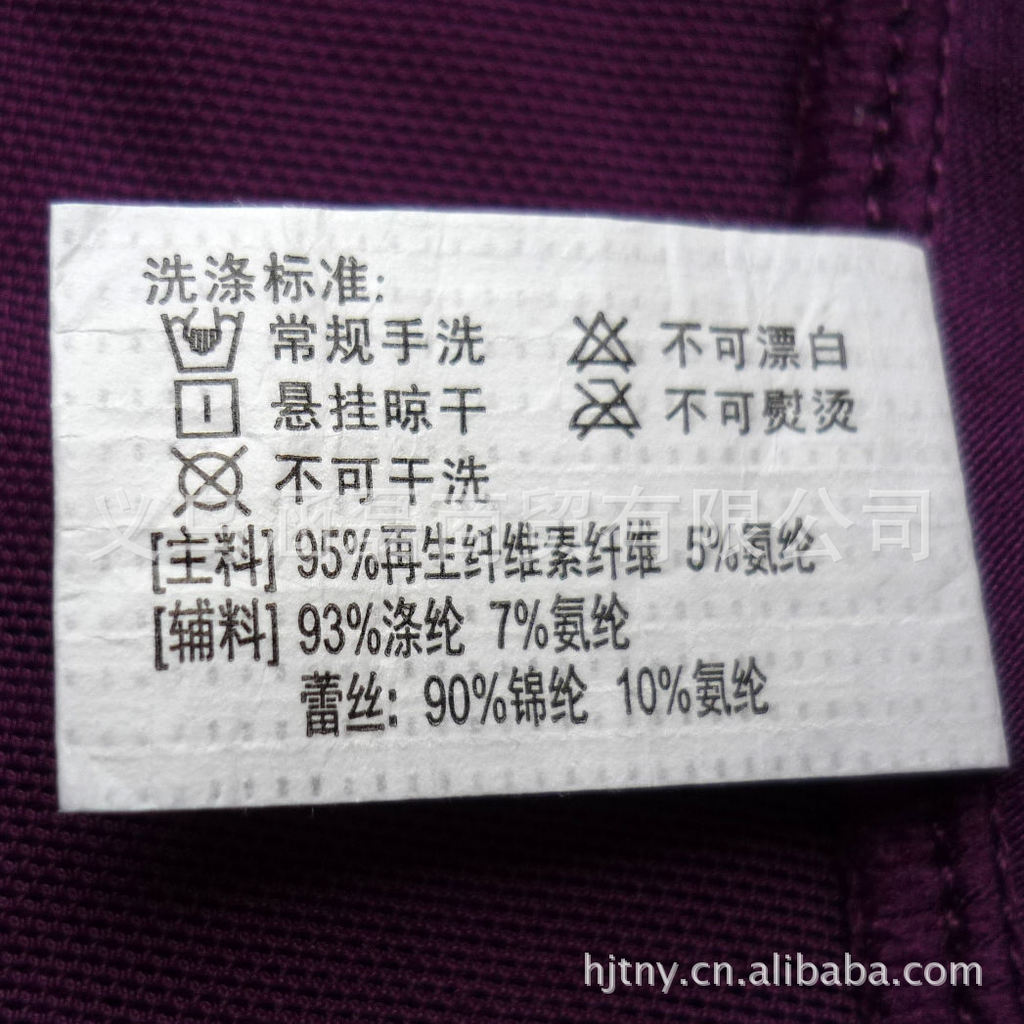 洗涤标准:
常规手洗 不可漂白
悬挂晾干 不可熨烫
不可干洗
[主料] 95%再生纤维素纤维 5%氨纶
[辅料] 93%涤纶 7%氨纶
蕾丝: 90%锦纶 10%氨纶
贸有限公司
hjtny.cn.alibaba.com